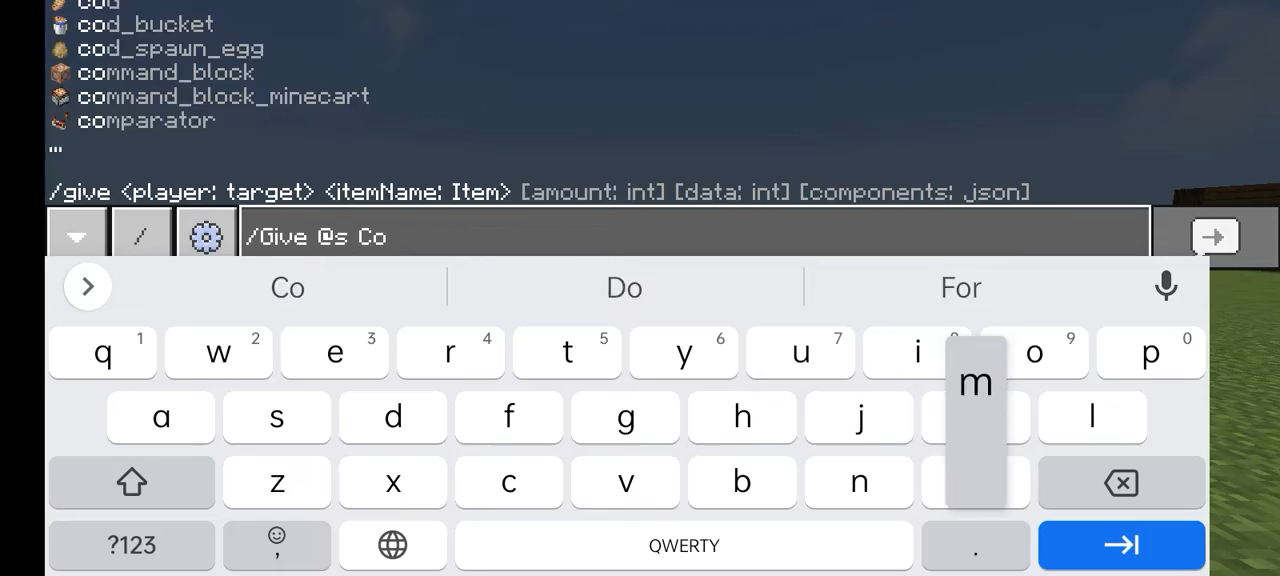 cod
cod_bucket
cod_spawn_egg
command_block
command_block_minecart
comparator
...
/give <player: target> <itemName: Item> [amount: int] [data: int] [components: .json]
/ /Give @s Co
Co Do For
q 1 w 2 e 3 r 4 t 5 y 6 u 7 i 8 o 9 p 0
a s d f g h j l
m
z x c v b n
?123 , QWERTY .